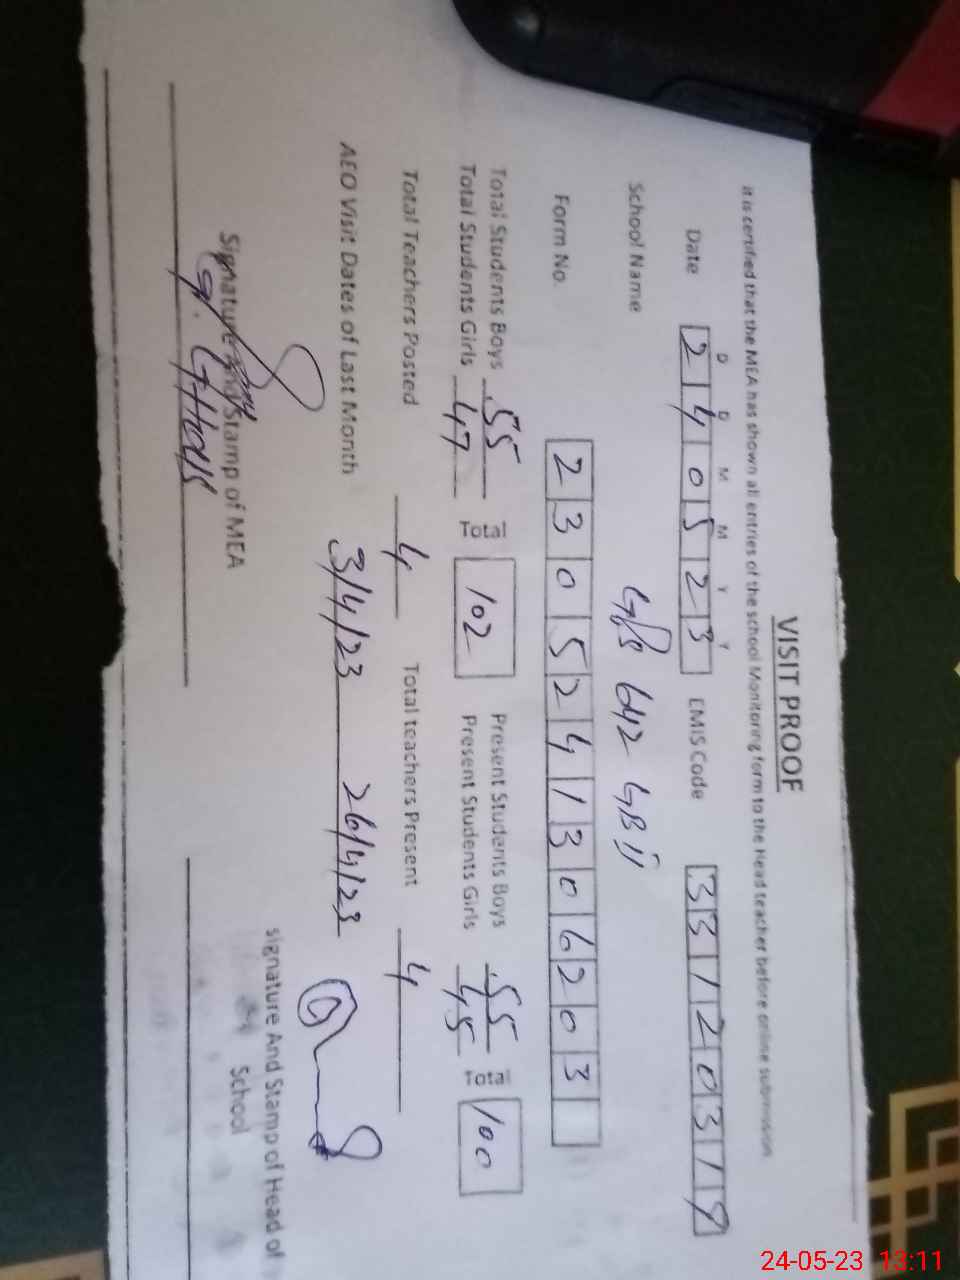 VISIT PROOF
It is certified that the MEA has shown all entries of the school Monitoring form to the Head teacher before online submission
D D M M Y Y
Date 2 4 0 5 2 3 EMIS Code 3 3 1 2 0 3 1 9
School Name 642 GB
Form No. 2 3 0 5 2 4 1 3 0 6 2 0 3
Total Students Boys 55 Total 102 Present Students Boys 55 Total 100
Total Students Girls 47 Present Students Girls 45
Total Teachers Posted 4 Total teachers Present 4
AEO Visit Dates of Last Month 3/4/23 26/4/23
Signature and Stamp of MEA
signature And Stamp of Head of
School
24-05-23 13:11